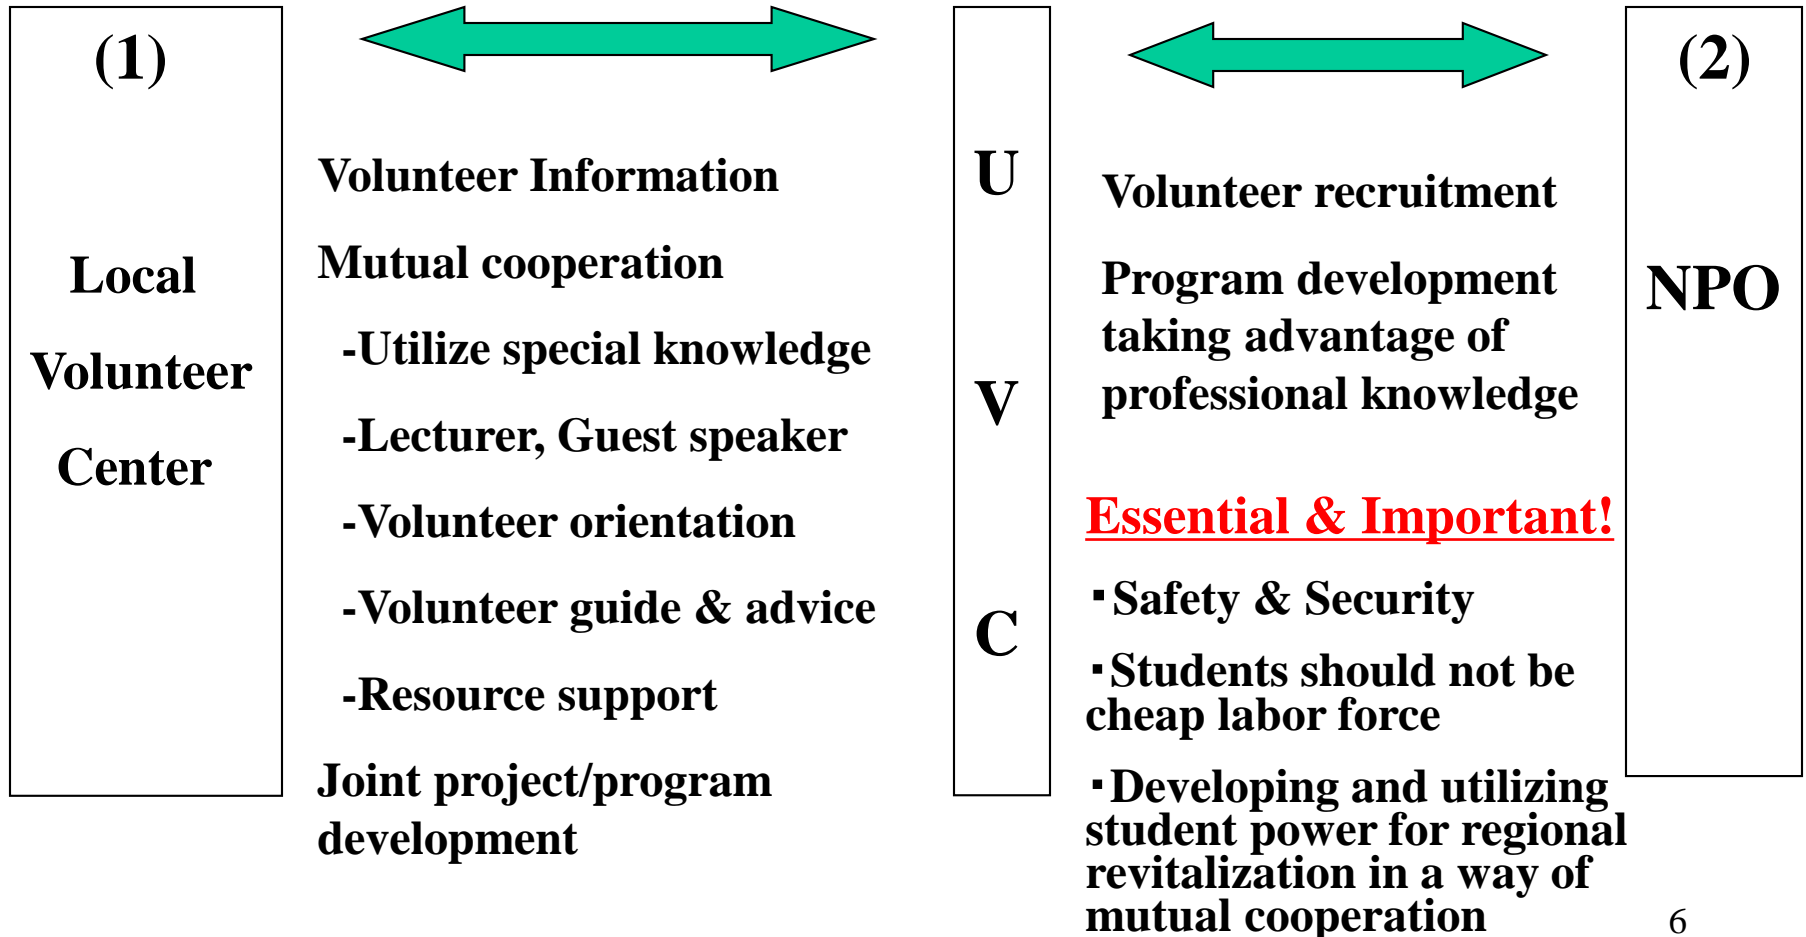 (1)
Local
Volunteer
Center
Volunteer Information
Mutual cooperation
-Utilize special knowledge
-Lecturer, Guest speaker
-Volunteer orientation
-Volunteer guide & advice
-Resource support
Joint project/program
development
U
V
C
Volunteer recruitment
Program development
taking advantage of
professional knowledge
Essential & Important!
・Safety & Security
・Students should not be
cheap labor force
・Developing and utilizing
student power for regional
revitalization in a way of
mutual cooperation
(2)
NPO
6